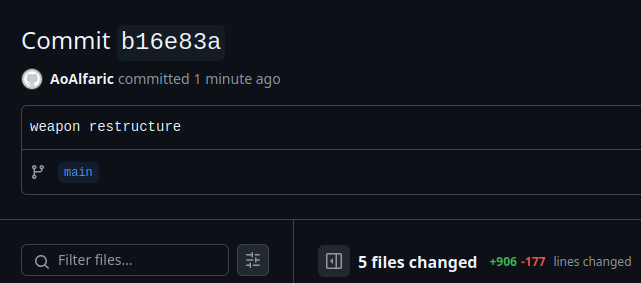 Commit b16e83a
AoAlfaric committed 1 minute ago
weapon restructure
main
Filter files...
5 files changed +906 -177 lines changed